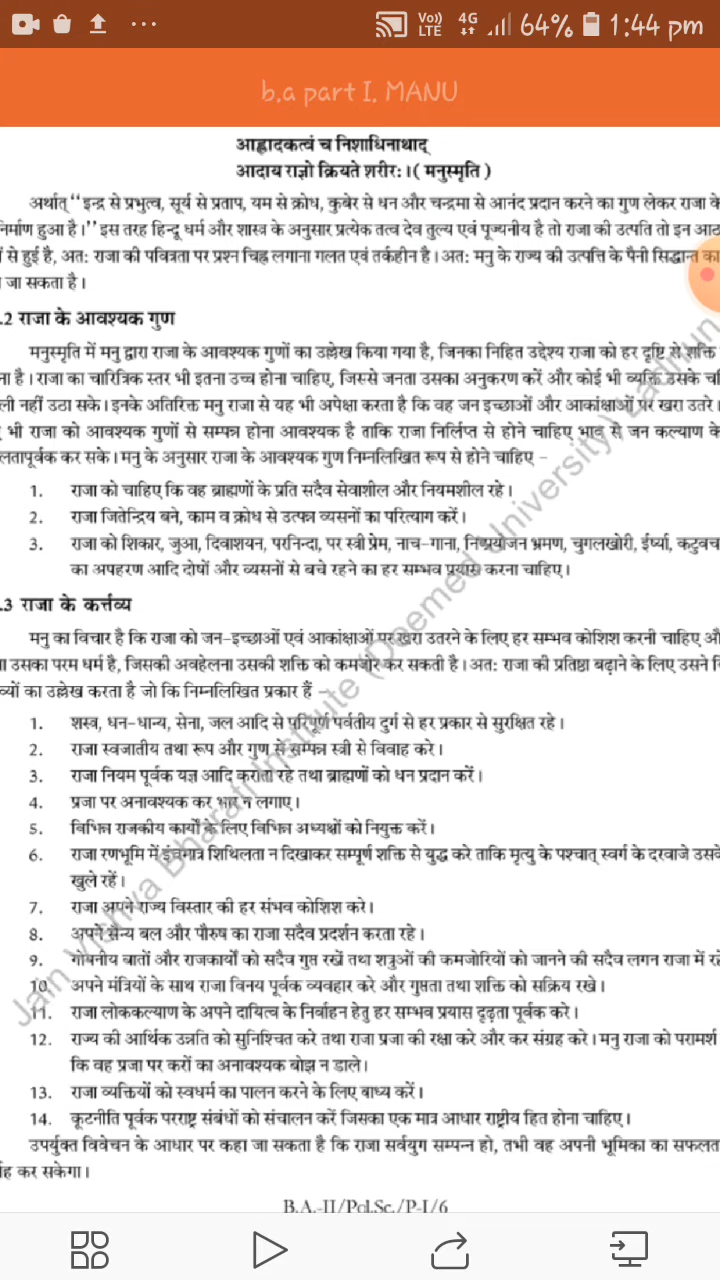 Vo)) LTE 4G 64% 1:44 pm
b.a part I. MANU
आह्लादकत्वं च निशाधिनाथाद्
आदाय राज्ञो क्रियते शरीरः। ( मनुस्मृति )
अर्थात् “इन्द्र से प्रभुत्व, सूर्य से प्रताप, यम से क्रोध, कुबेर से धन और चन्द्रमा से आनंद प्रदान करने का गुण लेकर राजा के
नेर्माण हुआ है।” इस तरह हिन्दू धर्म और शास्त्र के अनुसार प्रत्येक तत्व देव तुल्य एवं पूज्यनीय है तो राजा की उत्पति तो इन आठ
ों से हुई है, अतः राजा की पवित्रता पर प्रश्न चिह्न लगाना गलत एवं तर्कहीन है। अतः मनु के राज्य की उत्पत्ति के पैनी सिद्धान्त का
जा सकता है।
.2 राजा के आवश्यक गुण
मनुस्मृति में मनु द्वारा राजा के आवश्यक गुणों का उल्लेख किया गया है, जिनका निहित उद्देश्य राजा को हर दृष्टि से शक्ति
ना है। राजा का चारित्रिक स्तर भी इतना उच्च होना चाहिए, जिससे जनता उसका अनुकरण करें और कोई भी व्यक्ति उसके च
ली नहीं उठा सके। इनके अतिरिक्त मनु राजा से यह भी अपेक्षा करता है कि वह जन इच्छाओं और आकांक्षाओं पर खरा उतरे।
भी राजा को आवश्यक गुणों से सम्पन्न होना आवश्यक है ताकि राजा निर्लिप्त से होने चाहिए भाव से जन कल्याण के
लतापूर्वक कर सके। मनु के अनुसार राजा के आवश्यक गुण निम्नलिखित रूप से होने चाहिए –
1. राजा को चाहिए कि वह ब्राह्मणों के प्रति सदैव सेवाशील और नियमशील रहे।
2. राजा जितेन्द्रिय बने, काम व क्रोध से उत्पन्न व्यसनों का परित्याग करें।
3. राजा को शिकार, जुआ, दिवाशयन, परनिन्दा, पर स्त्री प्रेम, नाच-गाना, निष्प्रयोजन भ्रमण, चुगलखोरी, ईर्ष्या, कटुवच
का अपहरण आदि दोषों और व्यसनों से बचे रहने का हर सम्भव प्रयास करना चाहिए।
.3 राजा के कर्त्तव्य
मनु का विचार है कि राजा को जन-इच्छाओं एवं आकांक्षाओं पर खरा उतरने के लिए हर सम्भव कोशिश करनी चाहिए औ
ा उसका परम धर्म है, जिसकी अवहेलना उसकी शक्ति को कमजोर कर सकती है। अतः राजा की प्रतिष्ठा बढ़ाने के लिए उसने
व्यों का उल्लेख करता है जो कि निम्नलिखित प्रकार हैं –
1. शस्त्र, धन-धान्य, सेना, जल आदि से परिपूर्ण पर्वतीय दुर्ग से हर प्रकार से सुरक्षित रहे।
2. राजा स्वजातीय तथा रूप और गुण से सम्पन्न स्त्री से विवाह करे।
3. राजा नियम पूर्वक यज्ञ आदि कराता रहे तथा ब्राह्मणों को धन प्रदान करें।
4. प्रजा पर अनावश्यक कर भार न लगाए।
5. विभिन्न राजकीय कार्यों के लिए विभिन्न अध्यक्षों को नियुक्त करें।
6. राजा रणभूमि में इंचमात्र शिथिलता न दिखाकर सम्पूर्ण शक्ति से युद्ध करे ताकि मृत्यु के पश्चात् स्वर्ग के दरवाजे उसके
खुले रहें।
7. राजा अपने राज्य विस्तार की हर संभव कोशिश करे।
8. अपने सैन्य बल और पौरुष का राजा सदैव प्रदर्शन करता रहे।
9. गोपनीय बातों और राजकार्यों को सदैव गुप्त रखें तथा शत्रुओं की कमजोरियों को जानने की सदैव लगन राजा में रहे
10. अपने मंत्रियों के साथ राजा विनय पूर्वक व्यवहार करे और गुप्तता तथा शक्ति को सक्रिय रखे।
11. राजा लोककल्याण के अपने दायित्व के निर्वाहन हेतु हर सम्भव प्रयास दृढ़ता पूर्वक करे।
12. राज्य की आर्थिक उन्नति को सुनिश्चित करे तथा राजा प्रजा की रक्षा करे और कर संग्रह करे। मनु राजा को परामर्श
कि वह प्रजा पर करों का अनावश्यक बोझ न डाले।
13. राजा व्यक्तियों को स्वधर्म का पालन करने के लिए बाध्य करें।
14. कूटनीति पूर्वक परराष्ट्र संबंधों को संचालन करें जिसका एक मात्र आधार राष्ट्रीय हित होना चाहिए।
उपर्युक्त विवेचन के आधार पर कहा जा सकता है कि राजा सर्वयुग सम्पन्न हो, तभी वह अपनी भूमिका का सफलत
ाह कर सकेगा।
B.A.-II/Pol.Sc./P-I/6
Jain Vishva Bharati Institute (Deemed University) Ladnun